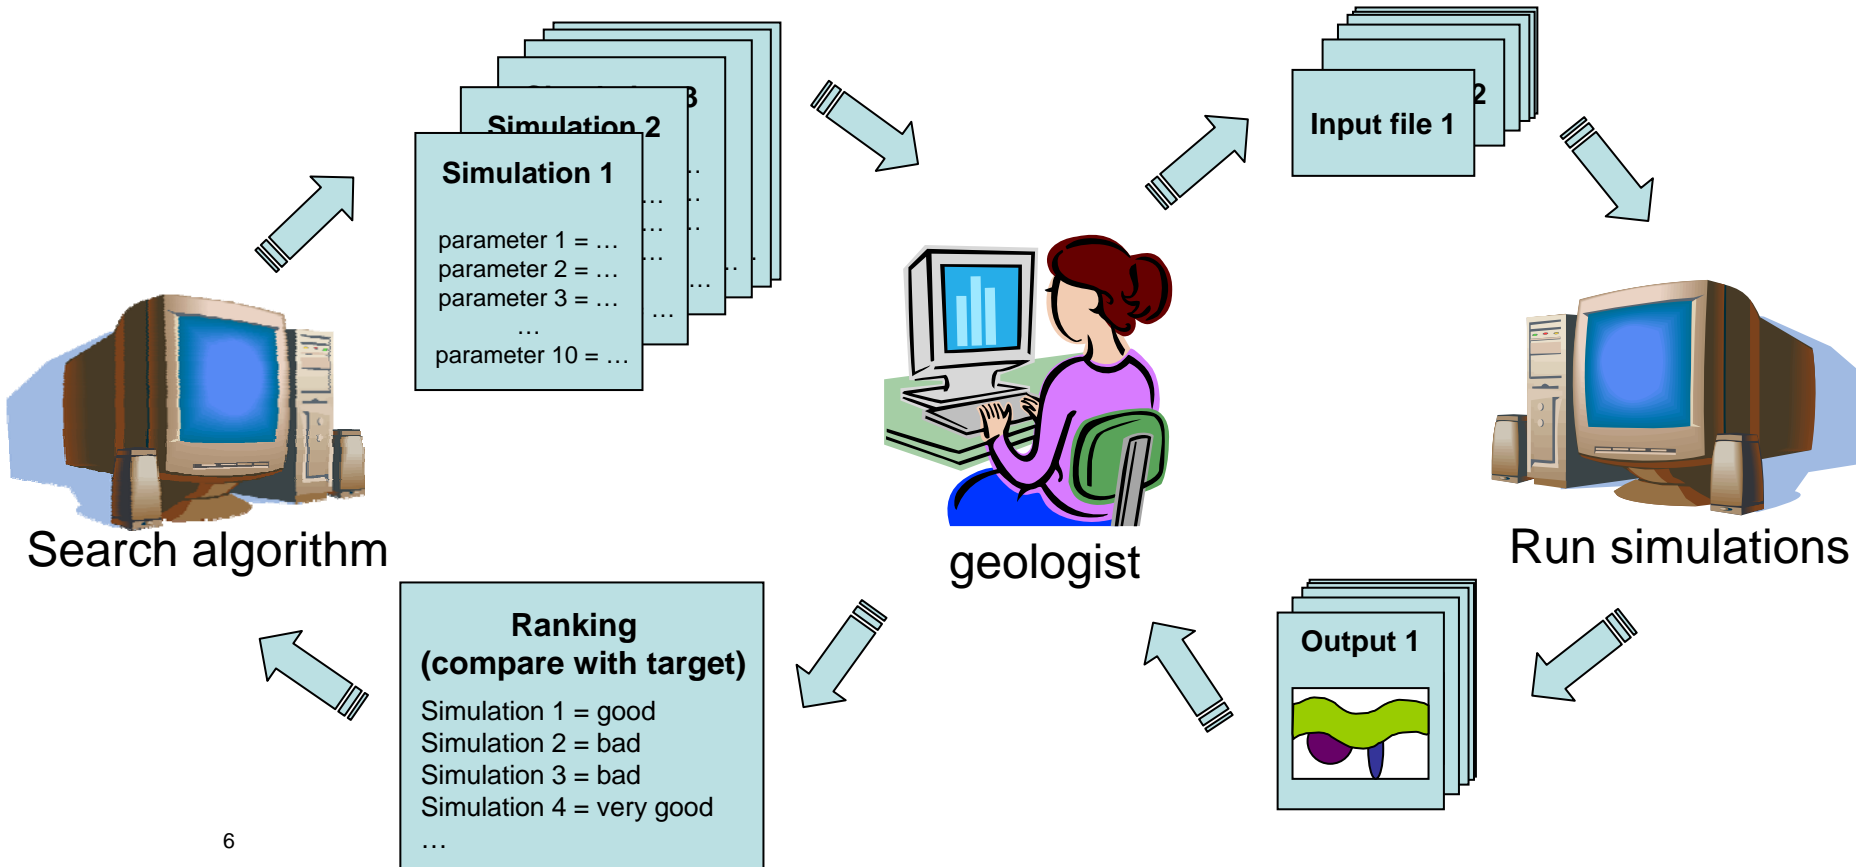 Simulation 1
parameter 1 = …
parameter 2 = …
parameter 3 = …
…
parameter 10 = …
Simulation 2
…
…
…
…
…
3
…
…
…
…
…
Input file 1
2
Search algorithm
geologist
Run simulations
Ranking
(compare with target)
Simulation 1 = good
Simulation 2 = bad
Simulation 3 = bad
Simulation 4 = very good
…
Output 1
6